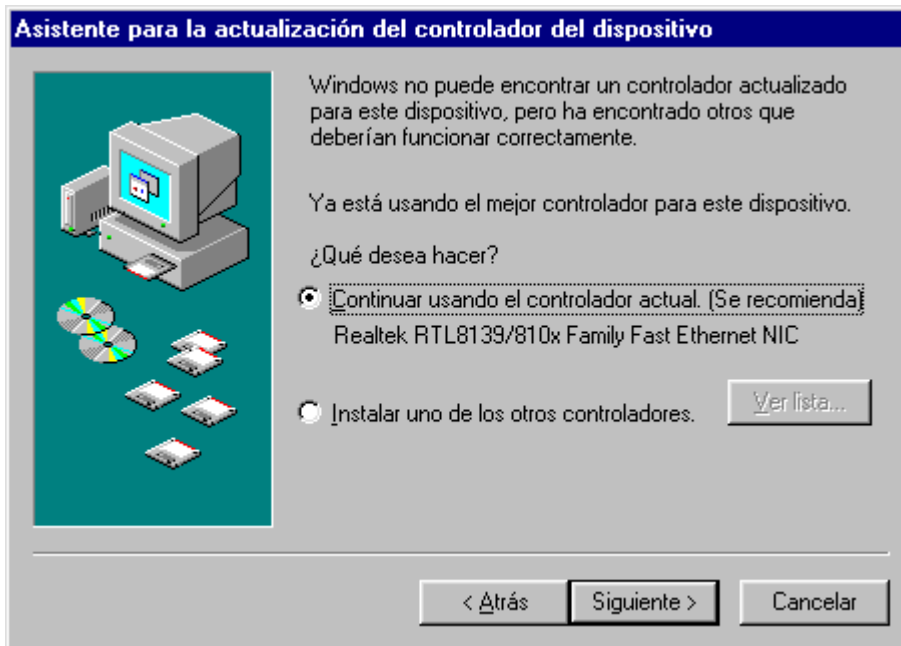 Asistente para la actualización del controlador del dispositivo
Windows no puede encontrar un controlador actualizado
para este dispositivo, pero ha encontrado otros que
deberían funcionar correctamente.
Ya está usando el mejor controlador para este dispositivo.
¿Qué desea hacer?
Continuar usando el controlador actual. (Se recomienda)
Realtek RTL8139/810x Family Fast Ethernet NIC
Instalar uno de los otros controladores.
Ver lista...
< Atrás
Siguiente >
Cancelar